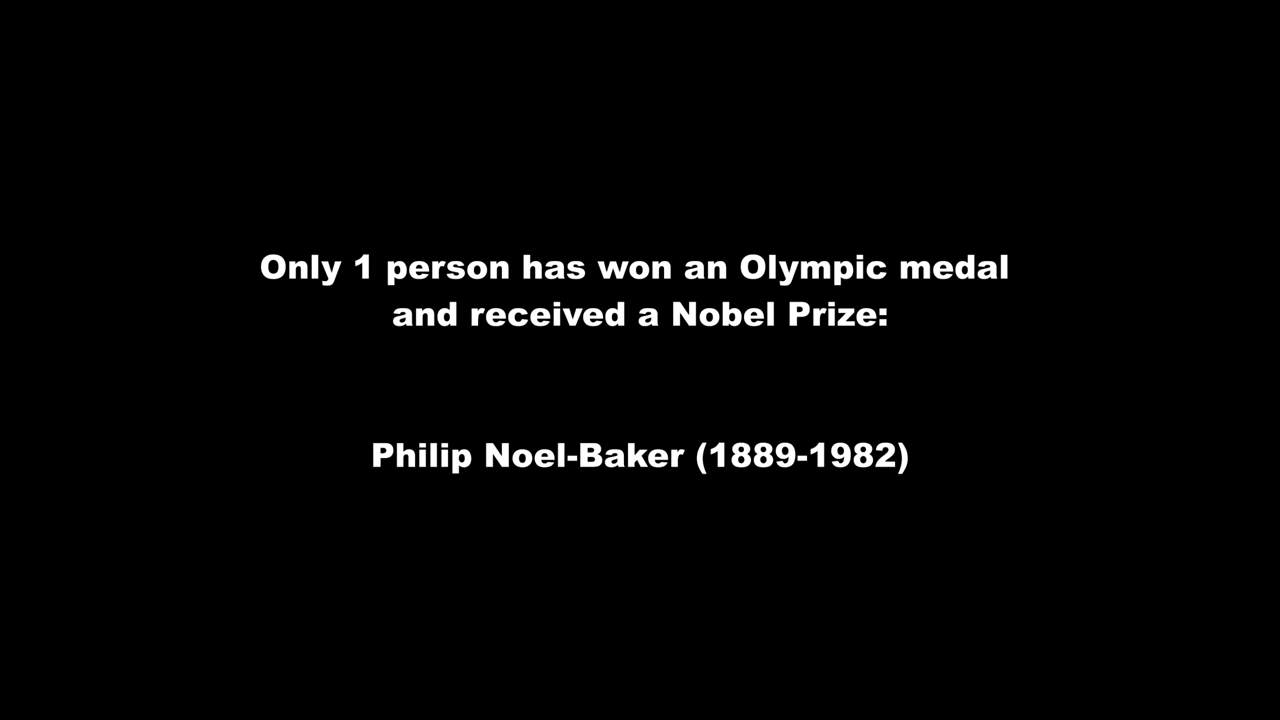 Only 1 person has won an Olympic medal
and received a Nobel Prize:
Philip Noel-Baker (1889-1982)